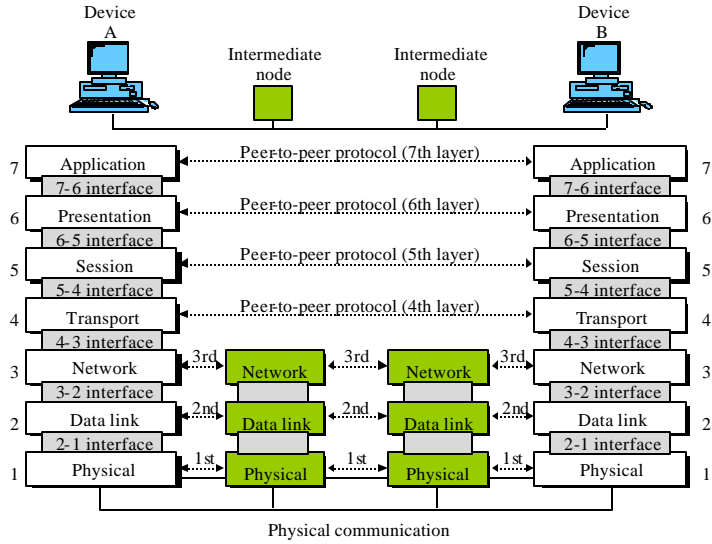 Device
A
Device
B
Intermediate
node
Intermediate
node
7 Application Peer-to-peer protocol (7th layer) Application 7
7-6 interface 7-6 interface
6 Presentation Peer-to-peer protocol (6th layer) Presentation 6
6-5 interface 6-5 interface
5 Session Peer-to-peer protocol (5th layer) Session 5
5-4 interface 5-4 interface
4 Transport Peer-to-peer protocol (4th layer) Transport 4
4-3 interface 4-3 interface
3 Network 3rd Network 3rd Network 3rd Network 3
3-2 interface 3-2 interface
2 Data link 2nd Data link 2nd Data link 2nd Data link 2
2-1 interface 2-1 interface
1 Physical 1st Physical 1st Physical 1st Physical 1
Physical communication